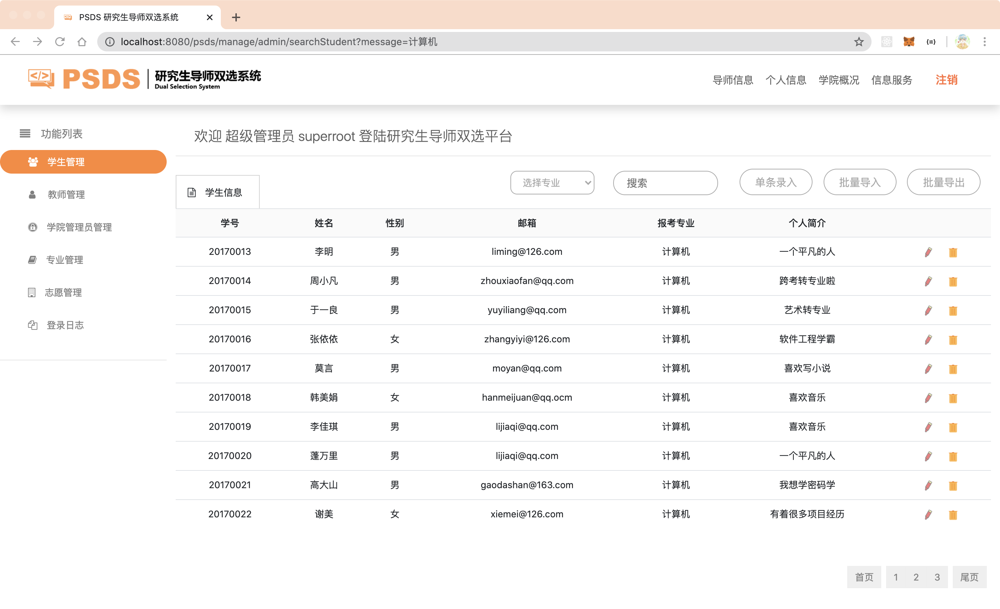 PSDS 研究生导师双选系统
localhost:8080/psds/manage/admin/searchStudent?message=计算机
</> PSDS 研究生导师双选系统
Dual Selection System
导师信息 个人信息 学院概况 信息服务 注销
功能列表
学生管理
教师管理
学院管理员管理
专业管理
志愿管理
登录日志
欢迎 超级管理员 superroot 登陆研究生导师双选平台
学生信息 选择专业 搜索 单条录入 批量导入 批量导出
学号 姓名 性别 邮箱 报考专业 个人简介
20170013 李明 男 liming@126.com 计算机 一个平凡的人
20170014 周小凡 男 zhouxiaofan@qq.com 计算机 跨考转专业啦
20170015 于一良 男 yuyiliang@qq.com 计算机 艺术转专业
20170016 张依依 女 zhangyiyi@126.com 计算机 软件工程学霸
20170017 莫言 男 moyan@qq.com 计算机 喜欢写小说
20170018 韩美娟 女 hanmeijuan@qq.ocm 计算机 喜欢音乐
20170019 李佳琪 男 lijiaqi@qq.com 计算机 喜欢音乐
20170020 蓬万里 男 lijiaqi@qq.com 计算机 一个平凡的人
20170021 高大山 男 gaodashan@163.com 计算机 我想学密码学
20170022 谢美 女 xiemei@126.com 计算机 有着很多项目经历
首页 1 2 3 尾页